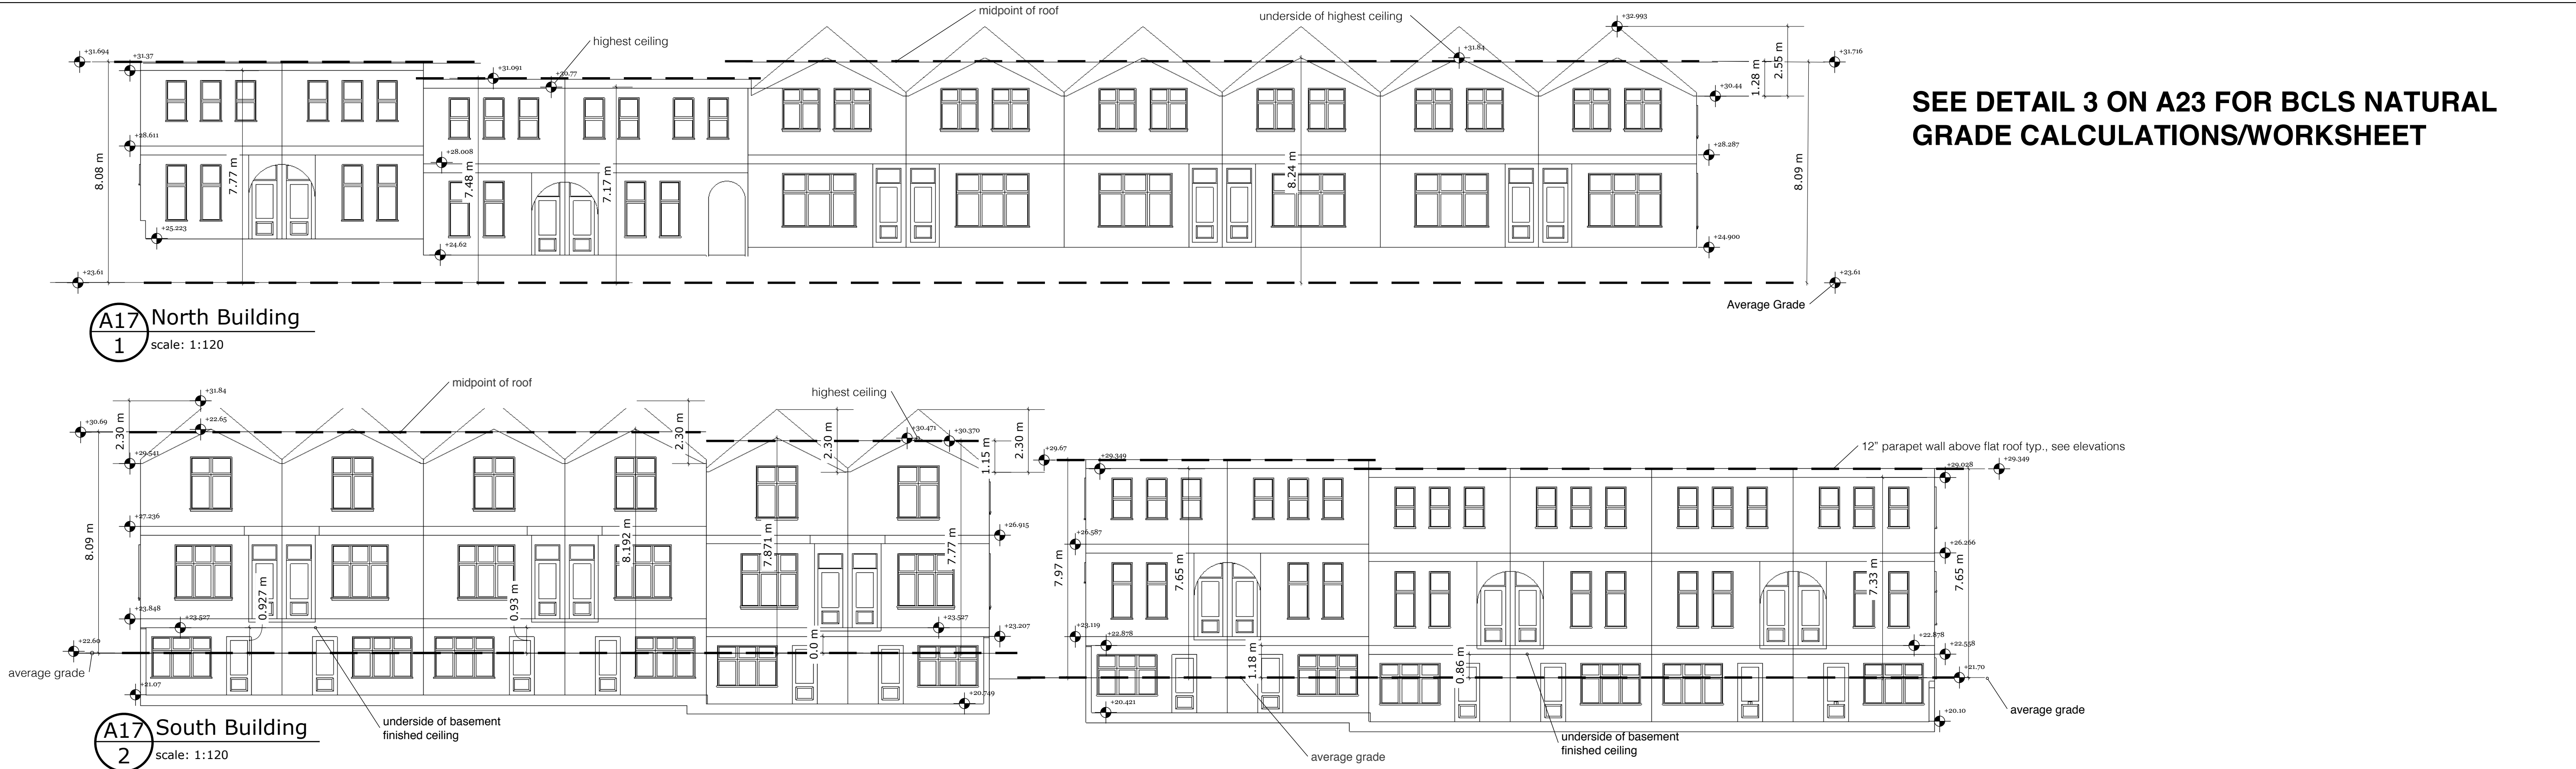 midpoint of roof
underside of highest ceiling
+32.993
highest ceiling
+31.694
+31.37
+31.091
+30.77
+31.84
+31.716
2.55 m
1.28 m
+30.44
SEE DETAIL 3 ON A23 FOR BCLS NATURAL
GRADE CALCULATIONS/WORKSHEET
+28.611
+28.008
+28.287
8.08 m
7.77 m
7.48 m
7.17 m
8.24 m
8.09 m
+25.223
+24.62
+24.900
+23.61
+23.61
Average Grade
A17
1
North Building
scale: 1:120
midpoint of roof
highest ceiling
+31.84
+22.65
+30.69
2.30 m
2.30 m
2.30 m
+30.471
+30.370
1.15 m
2.30 m
+29.67
+29.349
12" parapet wall above flat roof typ., see elevations
+29.028
+29.349
+29.541
+27.236
+26.915
+26.587
+26.266
8.09 m
8.192 m
7.871 m
7.77 m
7.97 m
7.65 m
7.33 m
7.65 m
0.927 m
0.93 m
+23.848
+23.527
+23.527
+23.207
+23.119
+22.878
+22.878
+22.558
+22.60
0.0 m
1.18 m
0.86 m
+21.70
average grade
+21.07
+20.749
+20.421
+20.10
average grade
A17
2
South Building
scale: 1:120
underside of basement
finished ceiling
underside of basement
finished ceiling
average grade